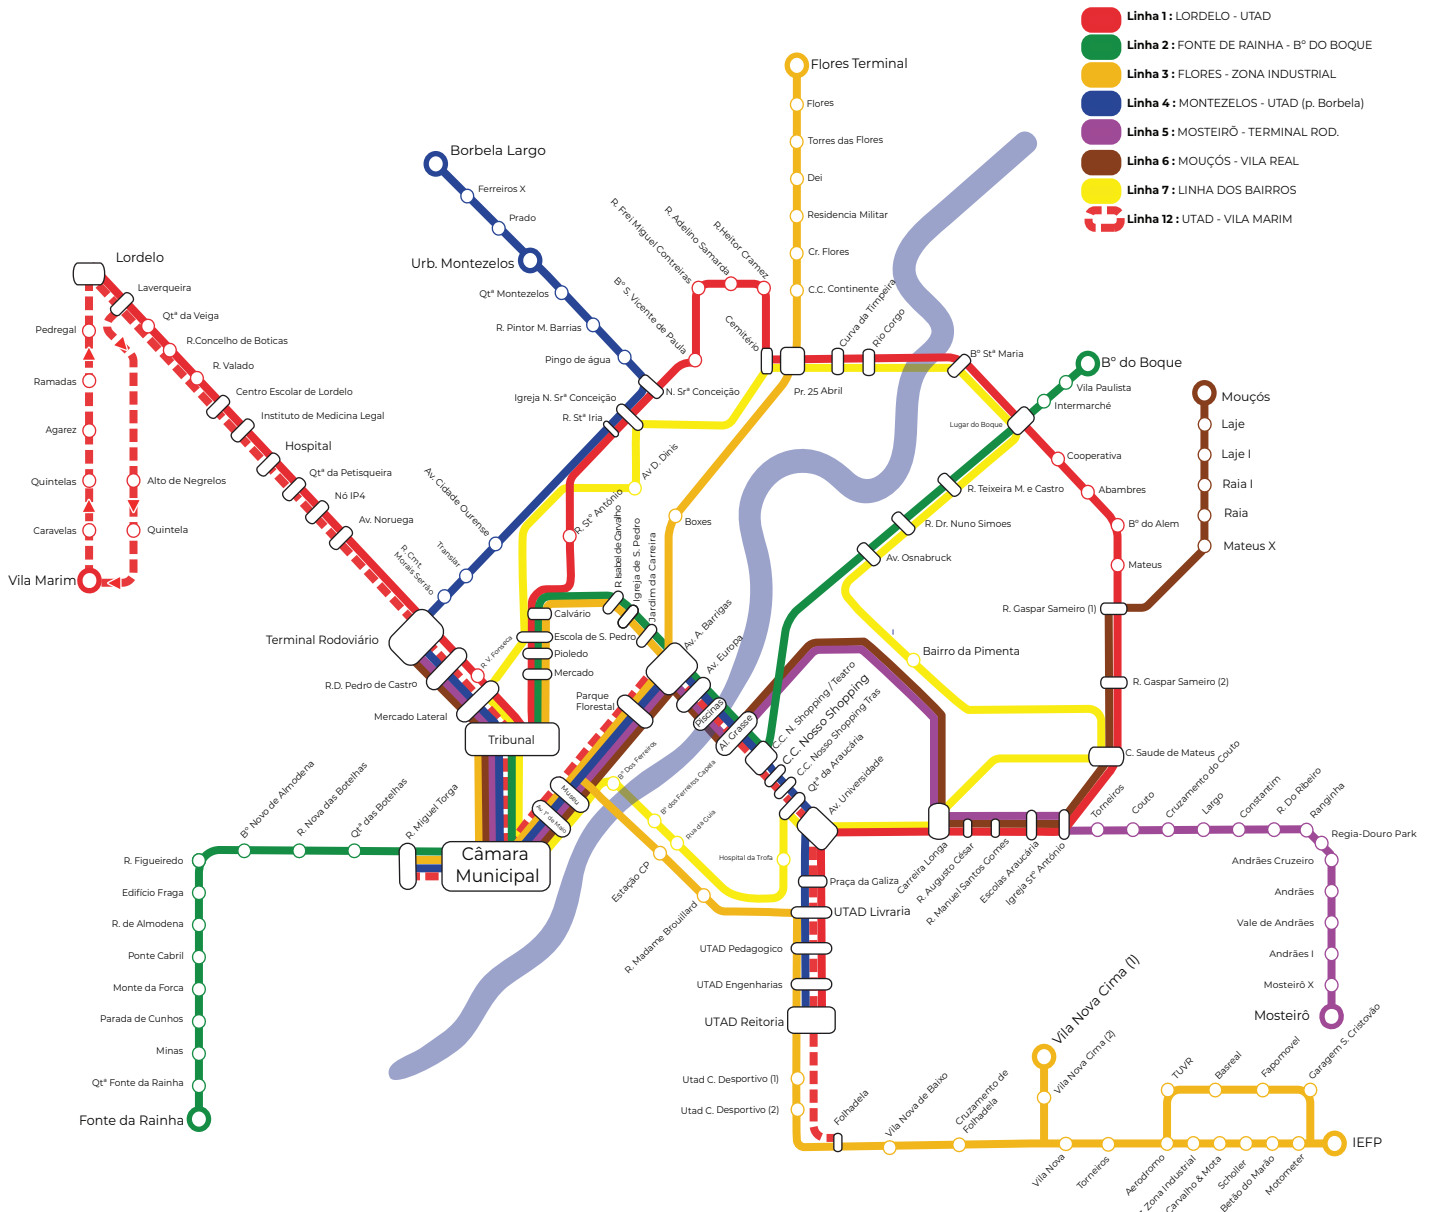 Linha 1 : LORDELO - UTAD
Linha 2 : FONTE DE RAINHA - Bº DO BOQUE
Linha 3 : FLORES - ZONA INDUSTRIAL
Linha 4 : MONTEZELOS - UTAD (p. Borbela)
Linha 5 : MOSTEIRÔ - TERMINAL ROD.
Linha 6 : MOUÇÓS - VILA REAL
Linha 7 : LINHA DOS BAIRROS
Linha 12 : UTAD - VILA MARIM
Flores Terminal
Flores
Torres das Flores
Dei
Residencia Militar
Cr. Flores
C.C. Continente
Pr. 25 Abril
Borbela Largo
Ferreiros X
Prado
Urb. Montezelos
Qtª Montezelos
R. Pintor M. Barrias
Pingo de água
N. Srª Conceição
Igreja N. Srª Conceição
R. Stª Iria
Av. Cidade Ourense
Translar
R. Cmt.
Morais Serrão
Lordelo
Laverqueira
Qtª da Veiga
R.Concelho de Boticas
R. Valado
Centro Escolar de Lordelo
Instituto de Medicina Legal
Hospital
Qtª da Petisqueira
Nó IP4
Av. Noruega
Pedregal
Ramadas
Agarez
Quintelas
Caravelas
Vila Marim
Alto de Negrelos
Quintela
Terminal Rodoviário
R.D. Pedro de Castro
Mercado Lateral
R. V. Fonseca
Tribunal
Câmara
Municipal
R. Frei Miguel Contreiras
R. Adelino Samarda
R.Heitor Cramez
Bº S. Vicente de Paula
Cemitério
Curva da Timpeira
Rio Corgo
Bº Stª Maria
Av D. Dinis
R. Stº António
Boxes
Calvário
Escola de S. Pedro
Pioledo
Mercado
R. Isabel de Carvalho
Igreja de S. Pedro
Jardim da Carreira
Av. A. Barrigas
Av. Europa
Piscinas
Al. Grasse
Parque
Florestal
Museu
Av 1º de Maio
Bº Dos Ferreiros
Bº dos Ferreiros Capela
Rua da Guia
Hospital da Trofa
Estação CP
R. Madame Brouillard
C.C. N. Shopping / Teatro
C.C. Nosso Shopping
C.C. Nosso Shopping Tras
Qtª da Araucária
Av. Universidade
Bº do Boque
Vila Paulista
Intermarché
Lugar do Boque
R. Teixeira M. e Castro
R. Dr. Nuno Simoes
Av. Osnabruck
Bairro da Pimenta
Cooperativa
Abambres
Bº do Alem
Mateus
R. Gaspar Sameiro (1)
R. Gaspar Sameiro (2)
C. Saude de Mateus
Mouçós
Laje
Laje I
Raia I
Raia
Mateus X
Carreira Longa
R. Augusto César
R. Manuel Santos Gomes
Escolas Araucária
Igreja Stº António
Torneiros
Couto
Cruzamento do Couto
Largo
Constantim
R. Do Ribeiro
Ranginha
Regia-Douro Park
Andrães Cruzeiro
Andrães
Vale de Andrães
Andrães I
Mosteirô X
Mosteirô
R. Miguel Torga
Qtª das Botelhas
R. Nova das Botelhas
Bº Novo de Almodena
R. Figueiredo
Edifício Fraga
R. de Almodena
Ponte Cabril
Monte da Forca
Parada de Cunhos
Minas
Qtª Fonte da Rainha
Fonte da Rainha
Praça da Galiza
UTAD Livraria
UTAD Pedagogico
UTAD Engenharias
UTAD Reitoria
Utad C. Desportivo (1)
Utad C. Desportivo (2)
Folhadela
Vila Nova de Baixo
Cruzamento de
Folhadela
Vila Nova Cima (1)
Vila Nova Cima (2)
Vila Nova
Torneiros
Aerodromo
Zona Industrial
Carvalho & Mota
Scholler
Betão do Marão
Motometer
TUVR
Basreal
Fapomovel
Garagem S. Cristovão
IEFP